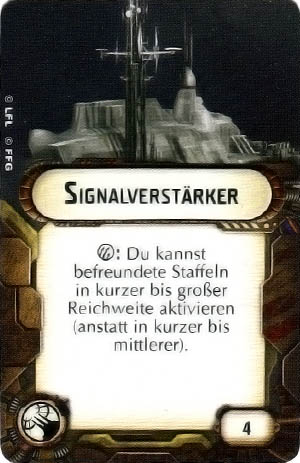 © LFL © FFG
SIGNALVERSTÄRKER
: Du kannst
befreundete Staffeln
in kurzer bis großer
Reichweite aktivieren
(anstatt in kurzer bis
mittlerer).
4